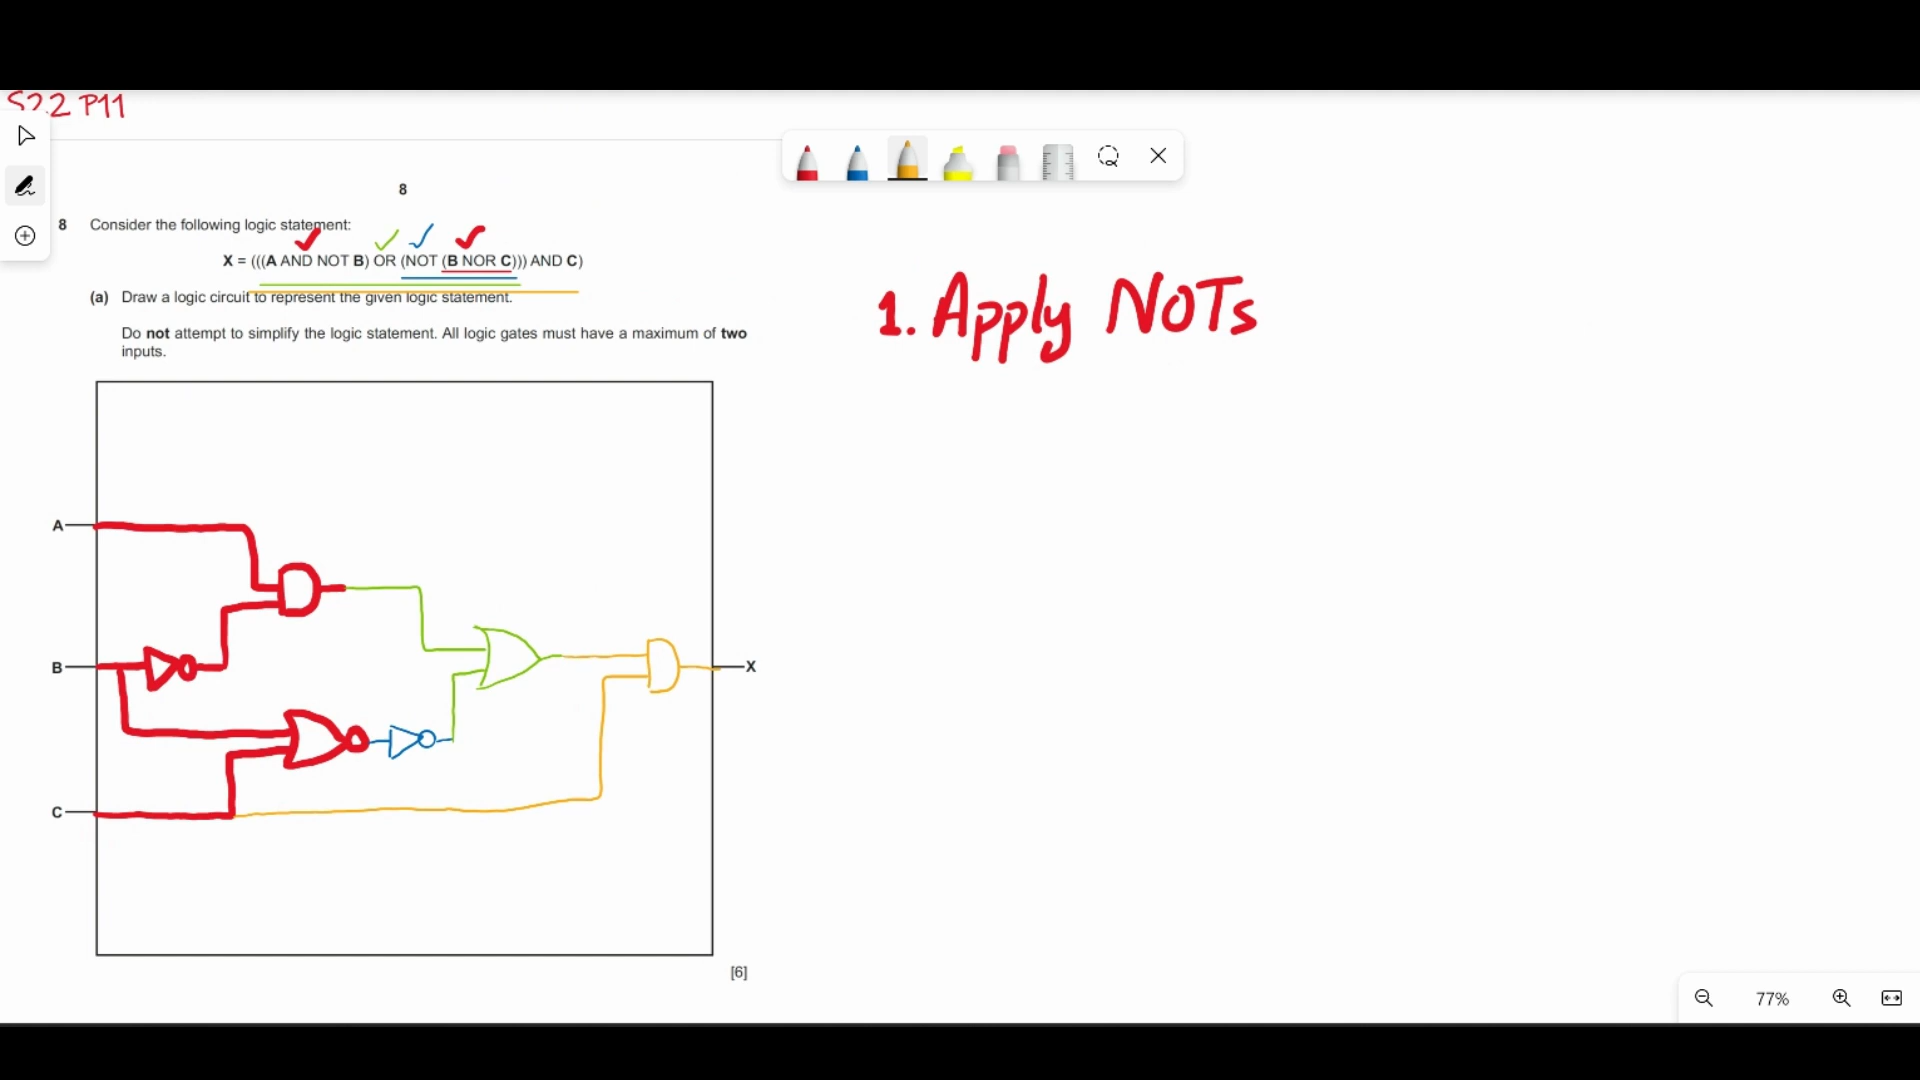 S22 P11
8
8 Consider the following logic statement:
X = (((A AND NOT B) OR (NOT (B NOR C))) AND C)
1. Apply NOTs
(a) Draw a logic circuit to represent the given logic statement.
Do not attempt to simplify the logic statement. All logic gates must have a maximum of two
inputs.
A
B
X
C
[6]
77%